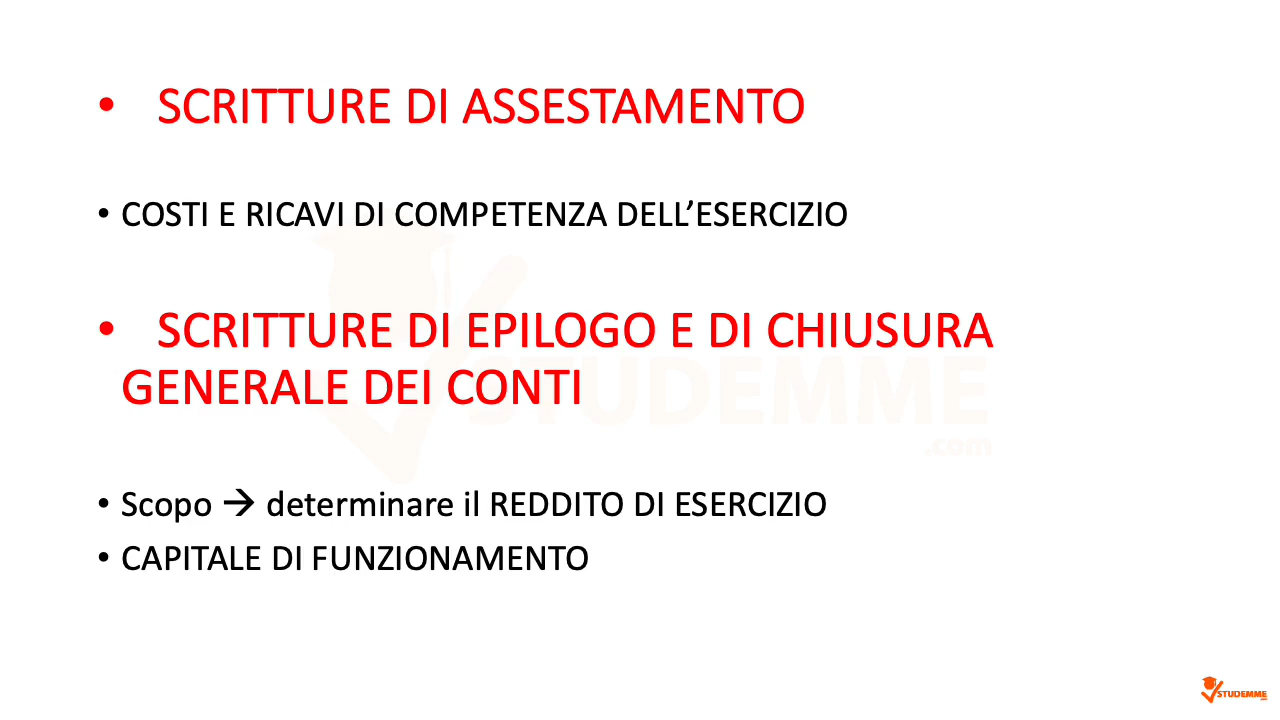 • SCRITTURE DI ASSESTAMENTO
• COSTI E RICAVI DI COMPETENZA DELL’ESERCIZIO
• SCRITTURE DI EPILOGO E DI CHIUSURA
GENERALE DEI CONTI
STUDEMME
.com
• Scopo → determinare il REDDITO DI ESERCIZIO
• CAPITALE DI FUNZIONAMENTO
STUDEMME